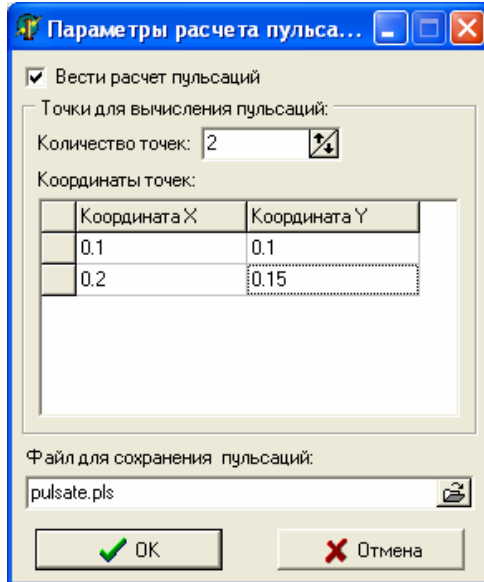 Параметры расчета пульса...
Вести расчет пульсаций
Точки для вычисления пульсаций:
Количество точек: 2
Координаты точек:
Координата X Координата Y
0.1 0.1
0.2 0.15
Файл для сохранения пульсаций:
pulsate.pls
OK Отмена